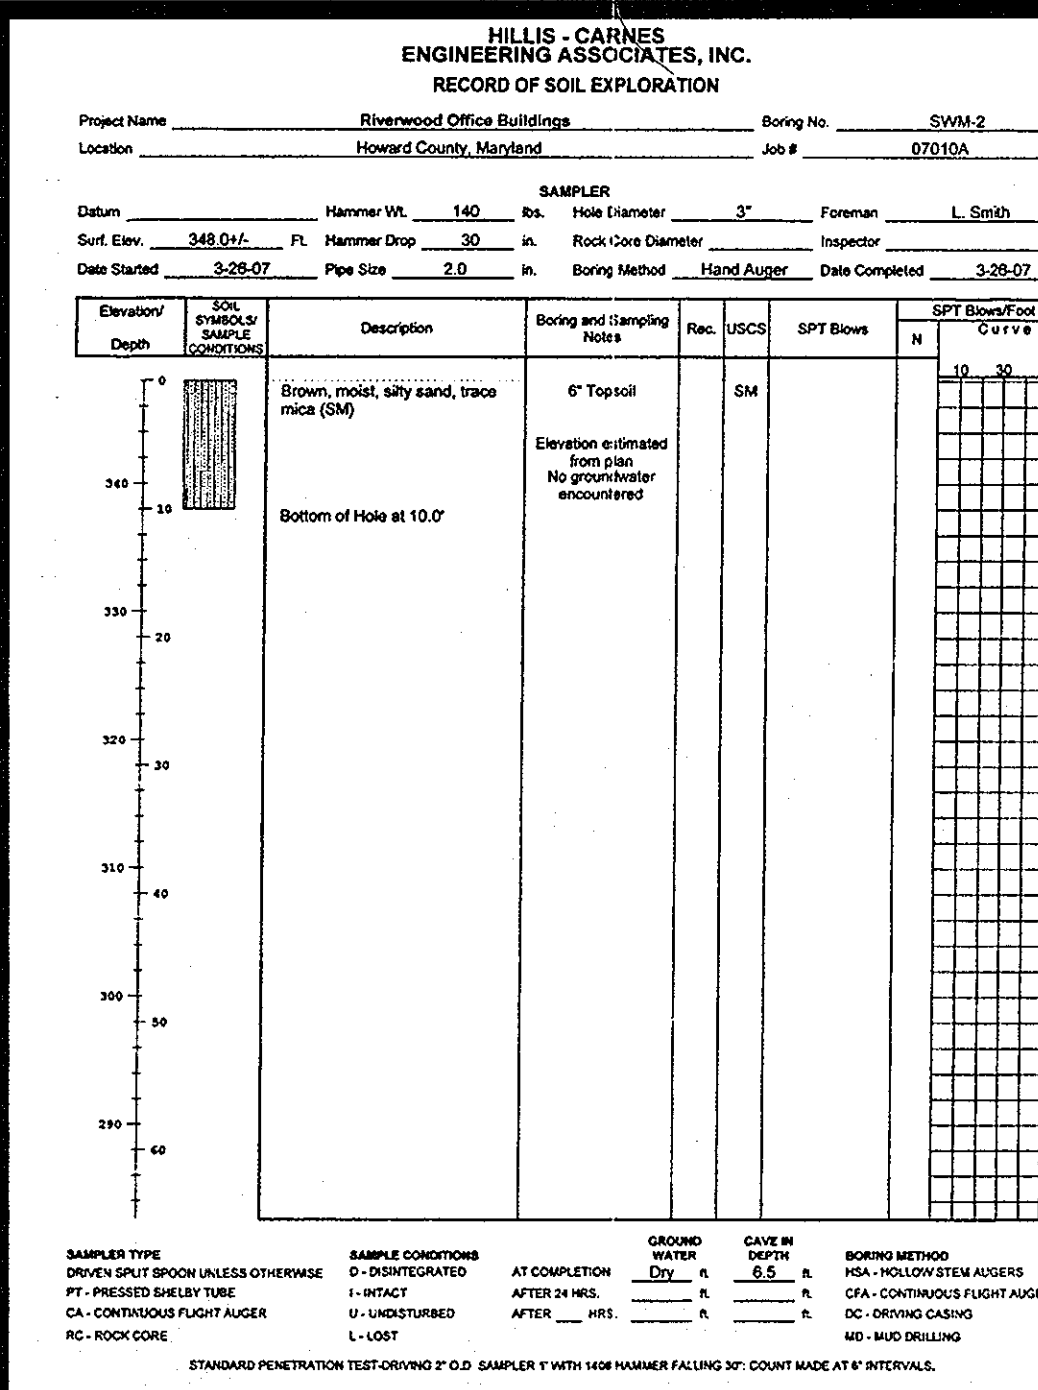 HILLIS - CARNES
ENGINEERING ASSOCIATES, INC.
RECORD OF SOIL EXPLORATION
Project Name Riverwood Office Buildings Boring No. SWM-2
Location Howard County, Maryland Job # 07010A
SAMPLER
Datum Hammer Wt. 140 lbs. Hole Diameter 3" Foreman L. Smith
Surf. Elev. 348.0+/- Ft. Hammer Drop 30 in. Rock Core Diameter Inspector
Date Started 3-26-07 Pipe Size 2.0 in. Boring Method Hand Auger Date Completed 3-26-07
Elevation/ Depth SOIL SYMBOLS/ SAMPLE CONDITIONS Description Boring and Sampling Notes Rec. USCS SPT Blows N SPT Blows/Foot Curve
10 30
0
Brown, moist, silty sand, trace 6" Topsoil SM
mica (SM)
Elevation estimated
from plan
No groundwater
encountered
340
10
Bottom of Hole at 10.0'
330
20
320
30
310
40
300
50
290
60
GROUND WATER CAVE IN DEPTH
SAMPLER TYPE SAMPLE CONDITIONS BORING METHOD
DRIVEN SPLIT SPOON UNLESS OTHERWISE D - DISINTEGRATED AT COMPLETION Dry ft. 6.5 ft. HSA - HOLLOW STEM AUGERS
PT - PRESSED SHELBY TUBE I - INTACT AFTER 24 HRS. ft. ft. CFA - CONTINUOUS FLIGHT AUGE
CA - CONTINUOUS FLIGHT AUGER U - UNDISTURBED AFTER HRS. ft. ft. DC - DRIVING CASING
RC - ROCK CORE L - LOST MD - MUD DRILLING
STANDARD PENETRATION TEST-DRIVING 2" O.D SAMPLER 1' WITH 140# HAMMER FALLING 30": COUNT MADE AT 6" INTERVALS.